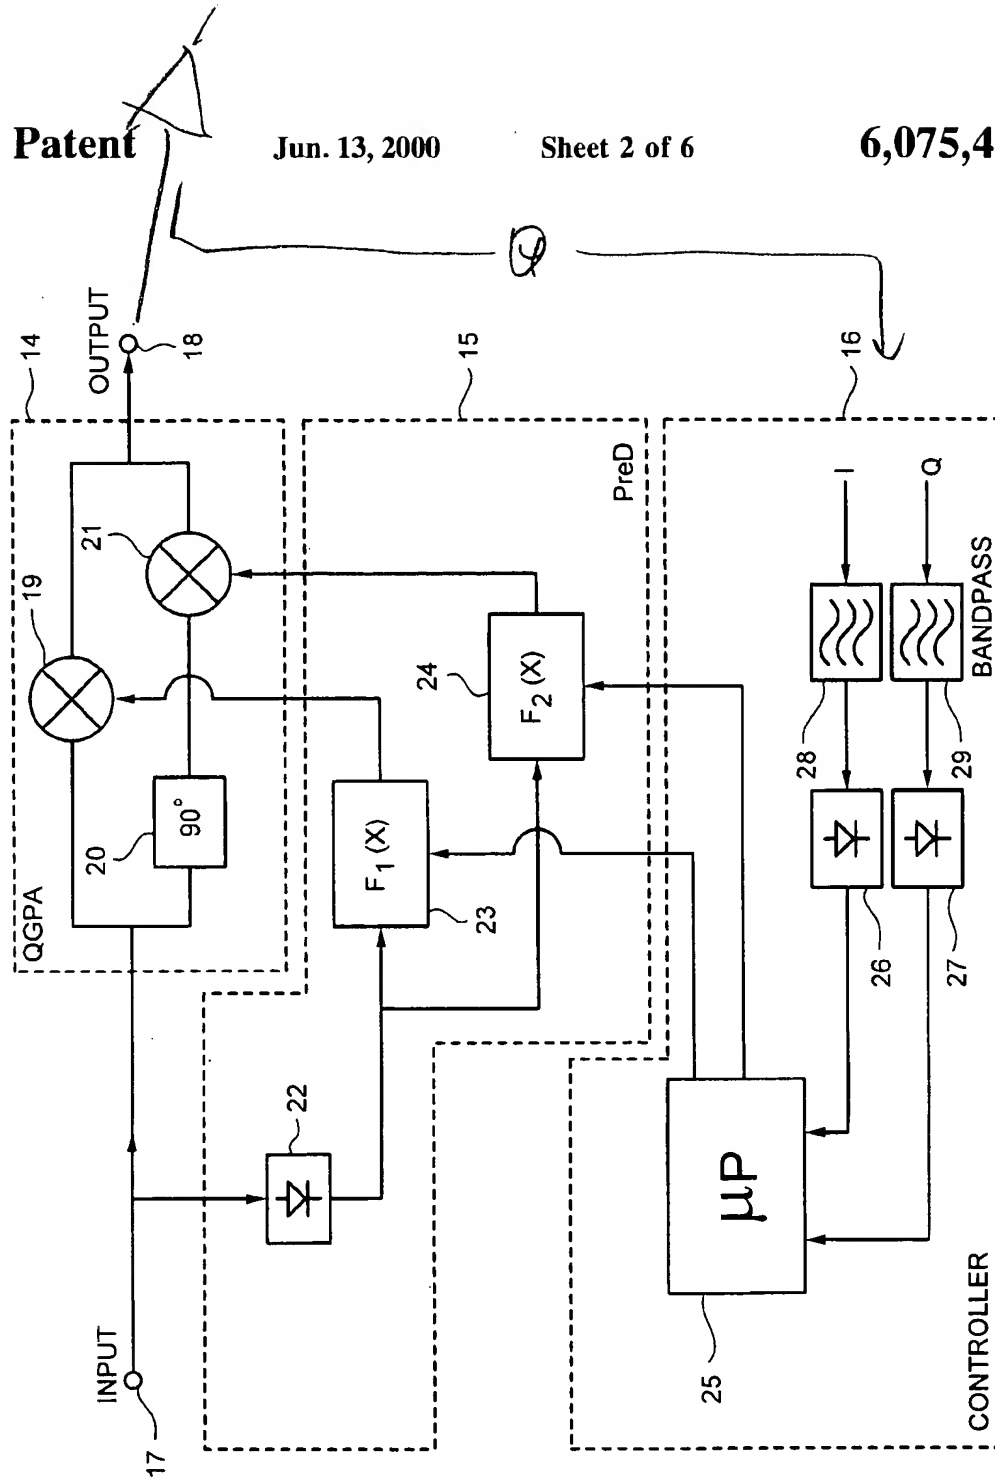 Patent
Jun. 13, 2000
Sheet 2 of 6
6,075,4
INPUT
17
OUTPUT
18
14
QGPA
19
20
90°
21
15
PreD
22
F1 (X)
23
F2 (X)
24
16
CONTROLLER
25
μP
26
27
28
29
BANDPASS
I
Q